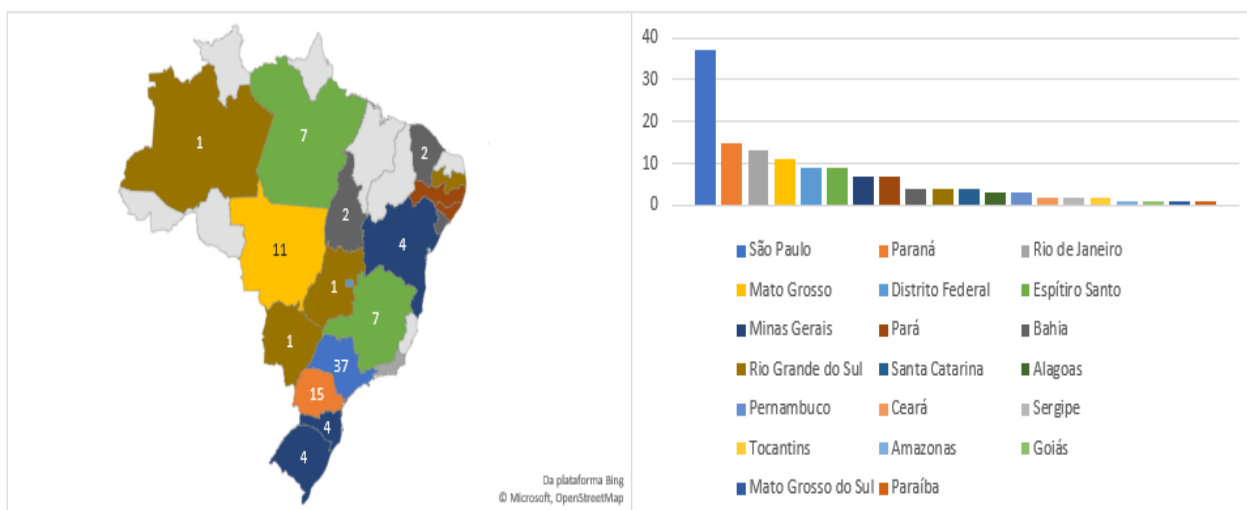 1
7
2
2
11
4
1
7
1
37
15
4
4
Da plataforma Bing
© Microsoft, OpenStreetMap
40
30
20
10
0
São Paulo Paraná Rio de Janeiro
Mato Grosso Distrito Federal Espítiro Santo
Minas Gerais Pará Bahia
Rio Grande do Sul Santa Catarina Alagoas
Pernambuco Ceará Sergipe
Tocantins Amazonas Goiás
Mato Grosso do Sul Paraíba